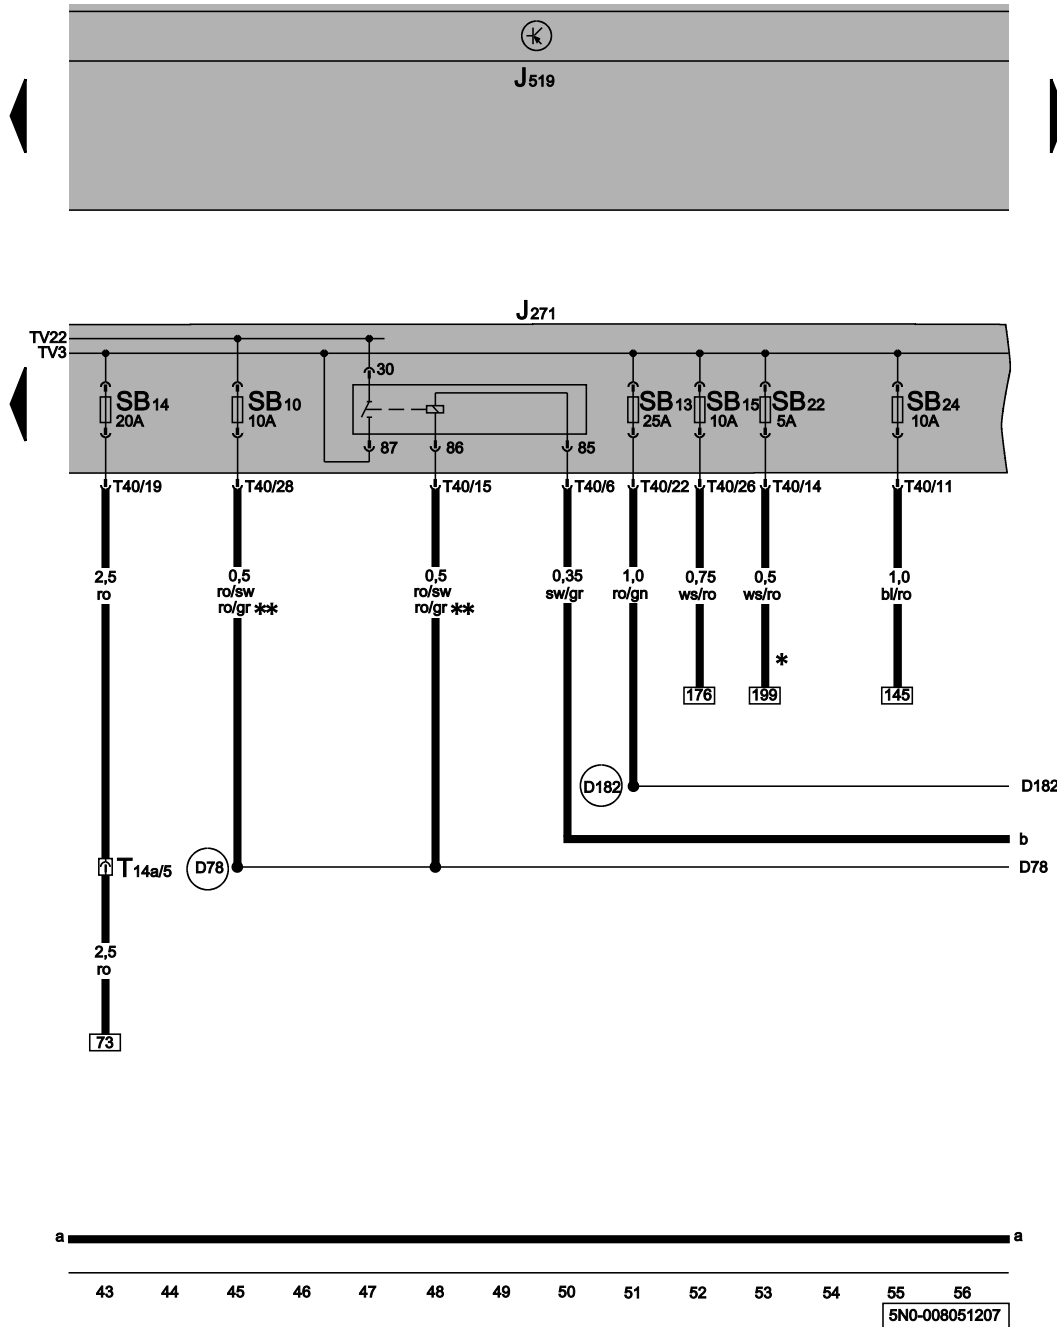 J519
J271
TV22
TV3
30
SB14
20A
SB10
10A
SB13
25A
SB15
10A
SB22
5A
SB24
10A
87
86
85
T40/19
T40/28
T40/15
T40/6
T40/22
T40/26
T40/14
T40/11
2,5
ro
0,5
ro/sw
ro/gr **
0,5
ro/sw
ro/gr **
0,35
sw/gr
1,0
ro/gn
0,75
ws/ro
0,5
ws/ro
1,0
bl/ro
*
176
199
145
D182
D182
b
T14a/5
D78
D78
2,5
ro
73
a
a
43 44 45 46 47 48 49 50 51 52 53 54 55 56
5N0-008051207